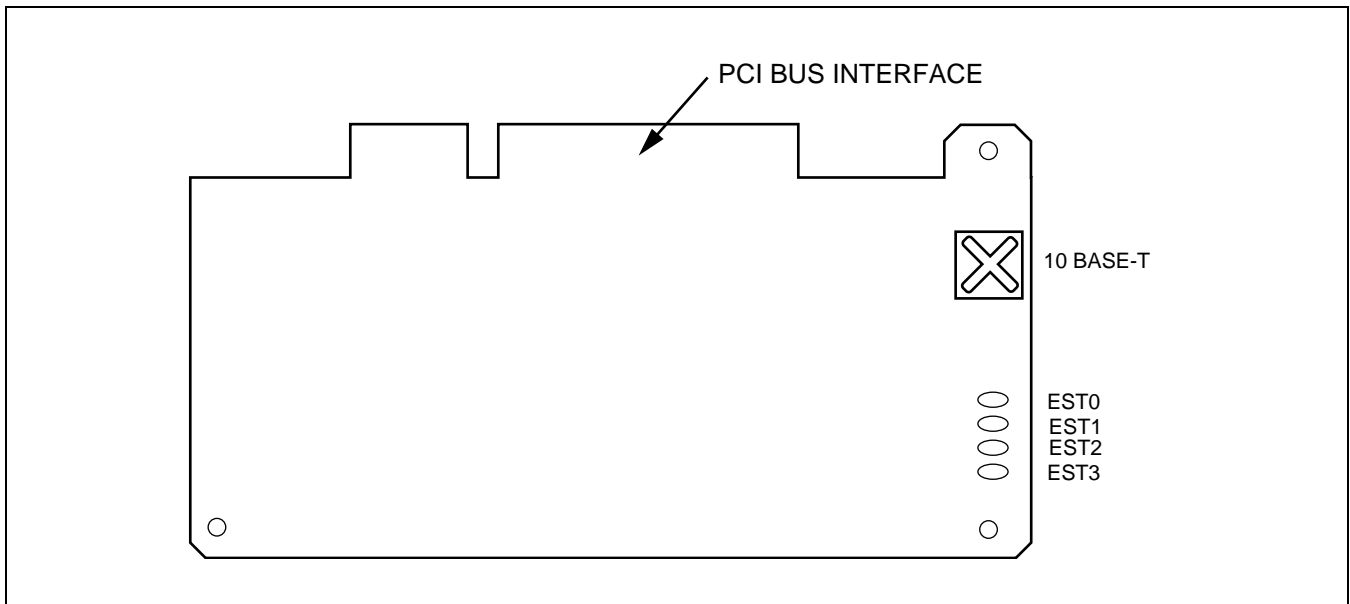 PCI BUS INTERFACE
10 BASE-T
EST0
EST1
EST2
EST3